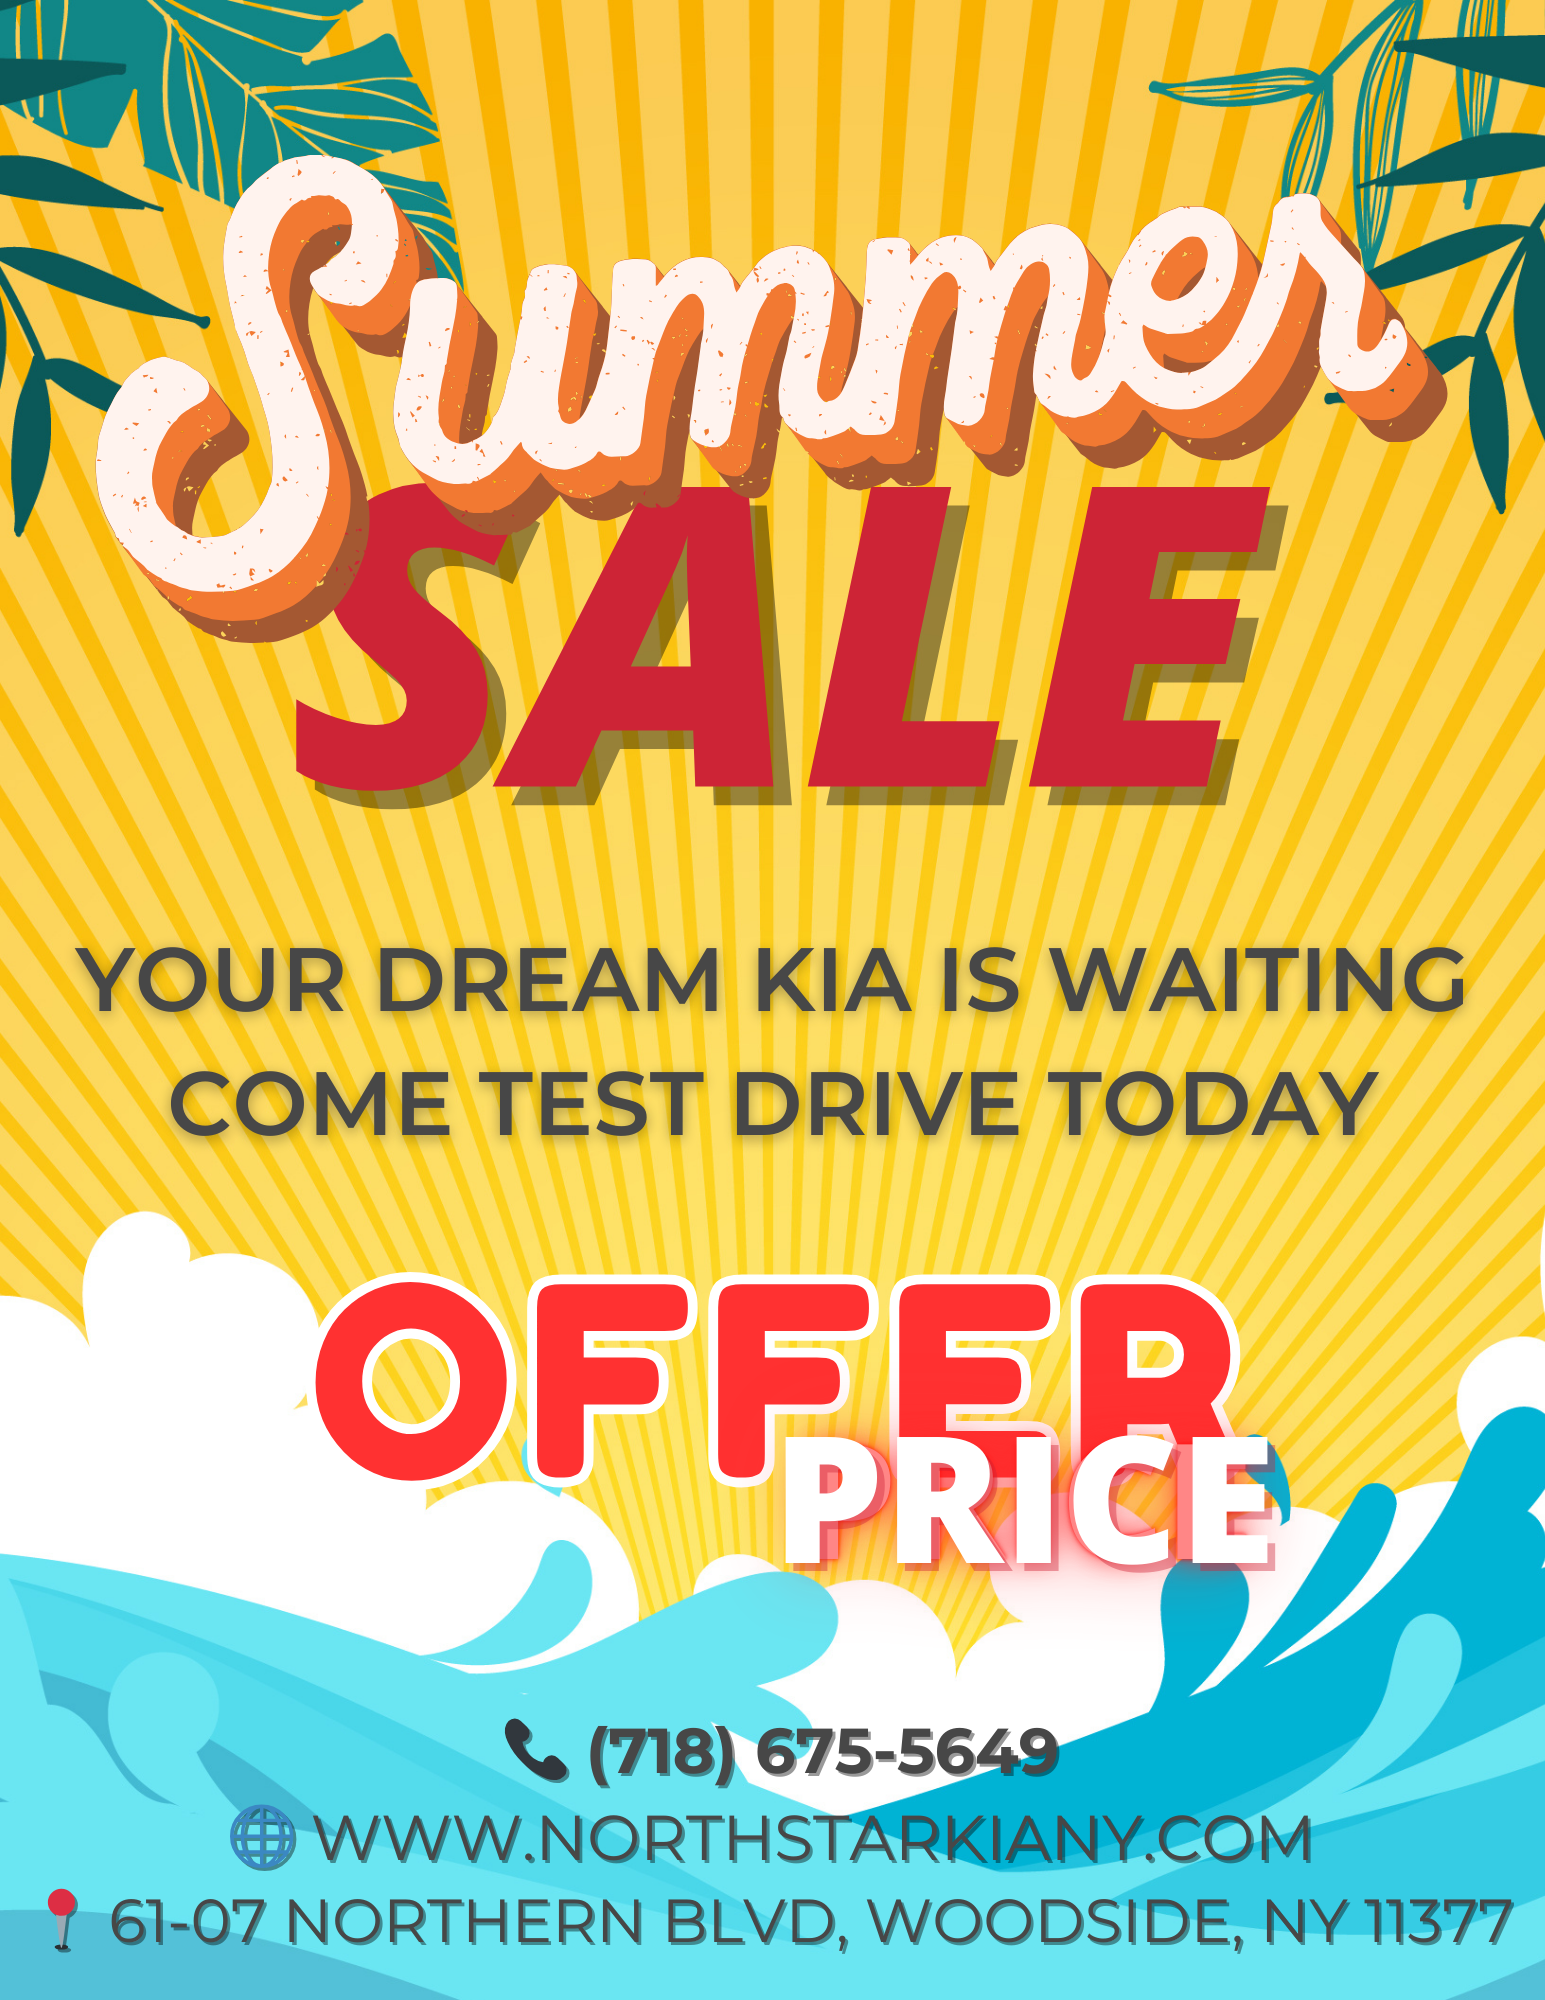 Summer
SALE
YOUR DREAM KIA IS WAITING
COME TEST DRIVE TODAY
OFFER
PRICE
(718) 675-5649
WWW.NORTHSTARKIANY.COM
61-07 NORTHERN BLVD, WOODSIDE, NY 11377